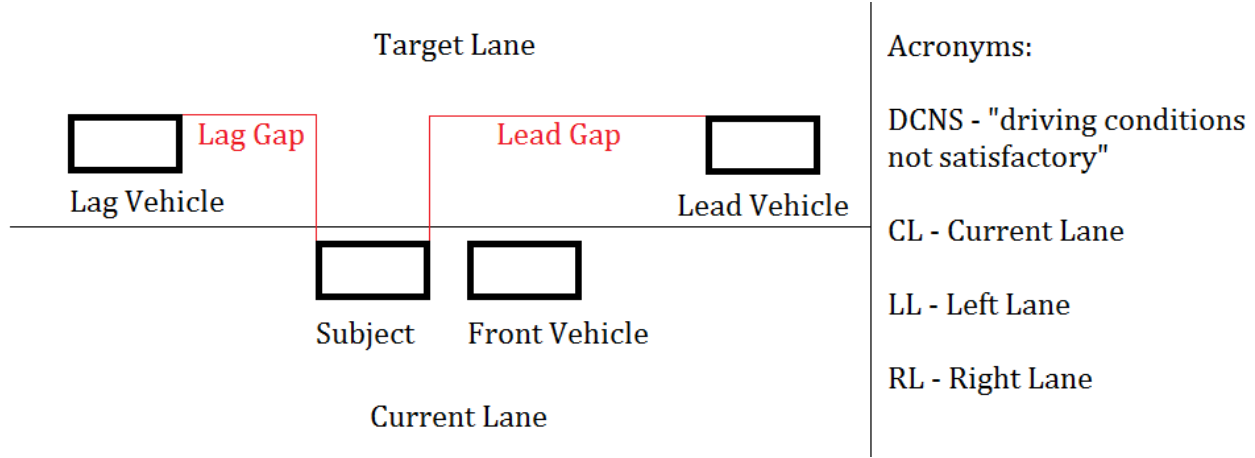 Target Lane
Lag Gap
Lead Gap
Lag Vehicle
Lead Vehicle
Subject
Front Vehicle
Current Lane
Acronyms:
DCNS - "driving conditions
not satisfactory"
CL - Current Lane
LL - Left Lane
RL - Right Lane